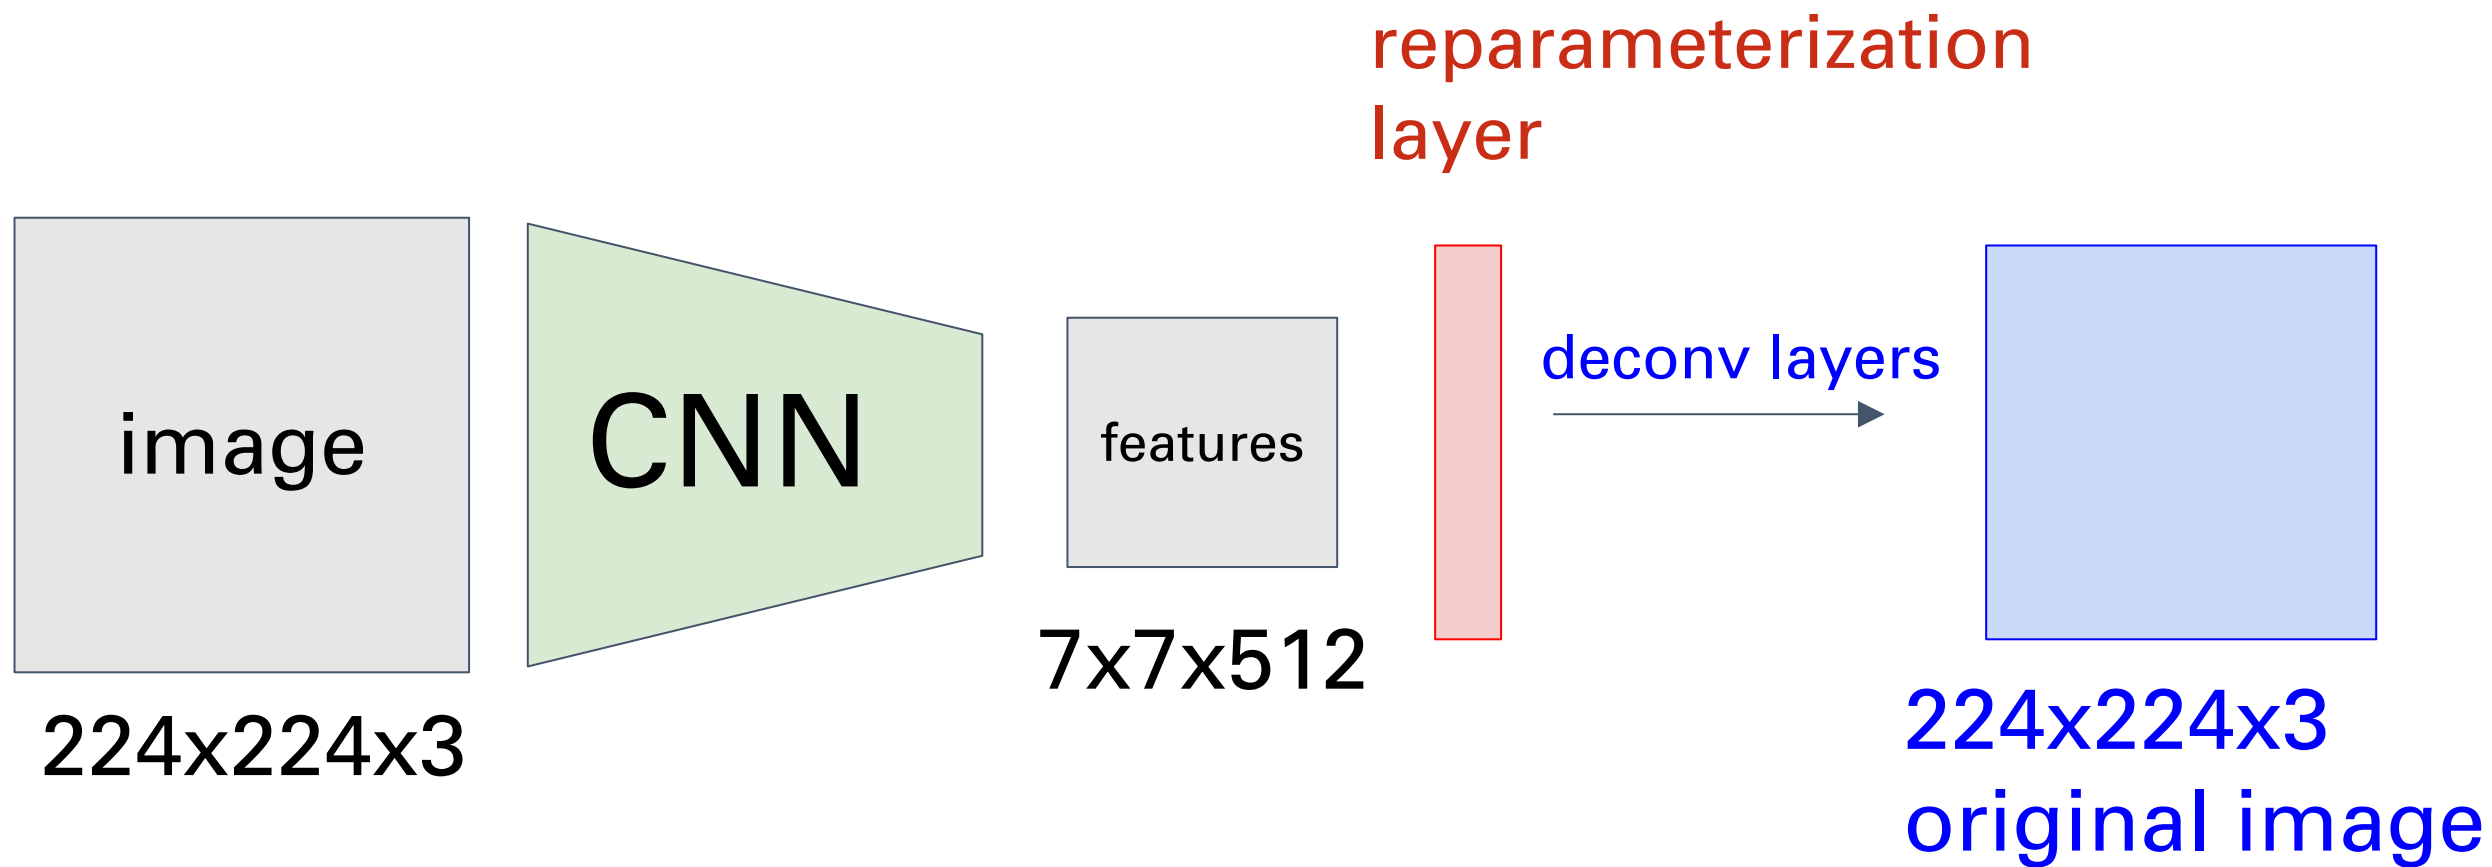 reparameterization
layer
image
CNN
features
deconv layers
7x7x512
224x224x3
224x224x3
original image